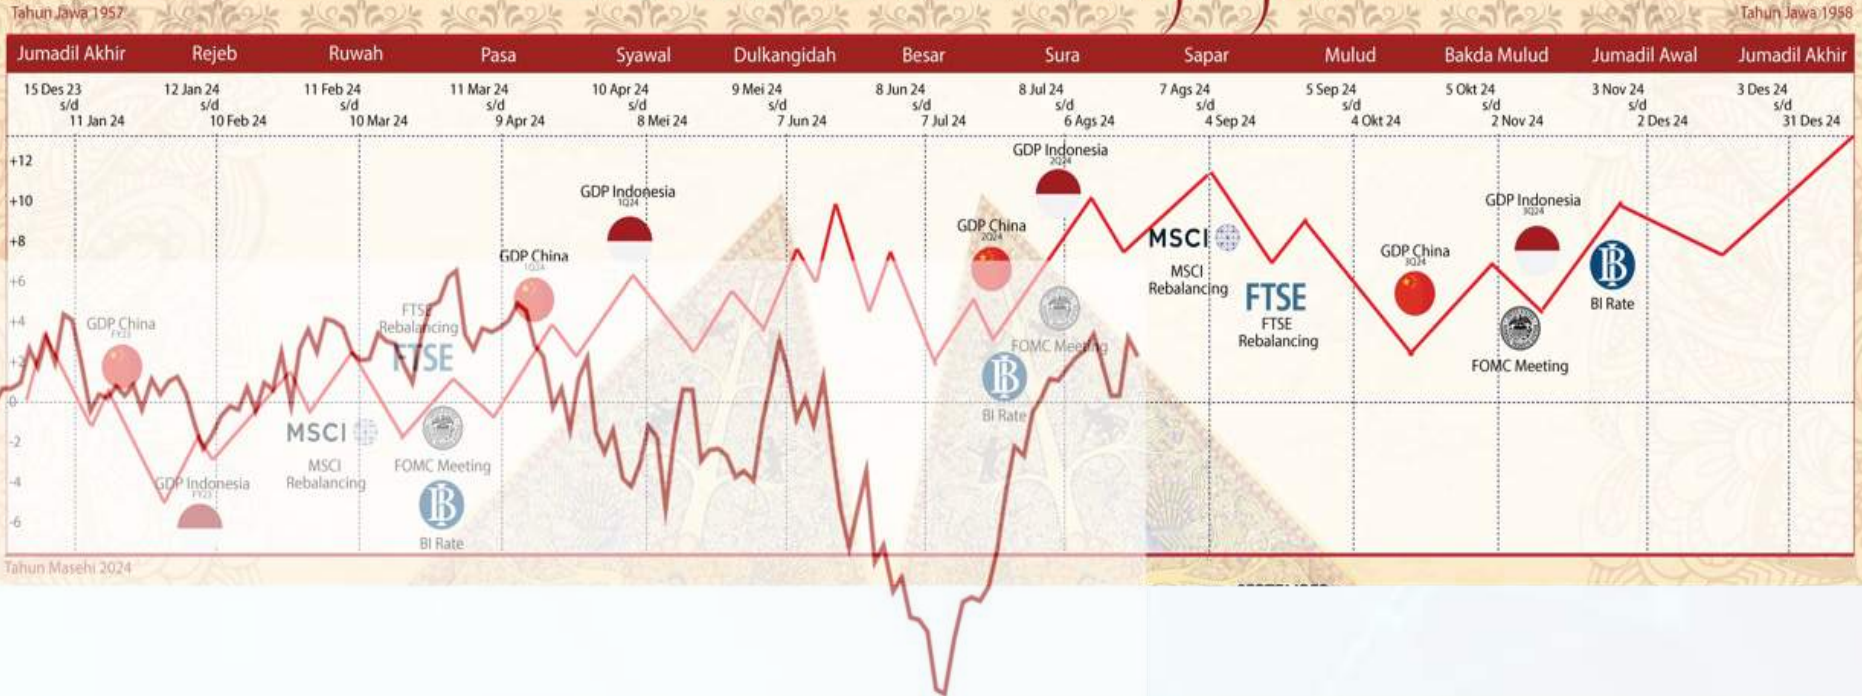 Tahun Jawa 1957
Tahun Jawa 1958
Jumadil Akhir Rejeb Ruwah Pasa Syawal Dulkangidah Besar Sura Sapar Mulud Bakda Mulud Jumadil Awal Jumadil Akhir
15 Des 23 12 Jan 24 11 Feb 24 11 Mar 24 10 Apr 24 9 Mei 24 8 Jun 24 8 Jul 24 7 Ags 24 5 Sep 24 5 Okt 24 3 Nov 24 3 Des 24
s/d s/d s/d s/d s/d s/d s/d s/d s/d s/d s/d s/d s/d
11 Jan 24 10 Feb 24 10 Mar 24 9 Apr 24 8 Mei 24 7 Jun 24 7 Jul 24 6 Ags 24 4 Sep 24 4 Okt 24 2 Nov 24 2 Des 24 31 Des 24
+12
+10
+8
+6
+4
+2
0
-2
-4
-6
GDP China
FY23
GDP Indonesia
FY23
MSCI
MSCI
Rebalancing
FTSE
Rebalancing
FTSE
FOMC Meeting
BI Rate
GDP China
1Q24
GDP Indonesia
1Q24
GDP China
2Q24
BI Rate
GDP Indonesia
2Q24
FOMC Meeting
MSCI
MSCI
Rebalancing
FTSE
FTSE
Rebalancing
GDP China
3Q24
GDP Indonesia
3Q24
FOMC Meeting
BI Rate
Tahun Masehi 2024